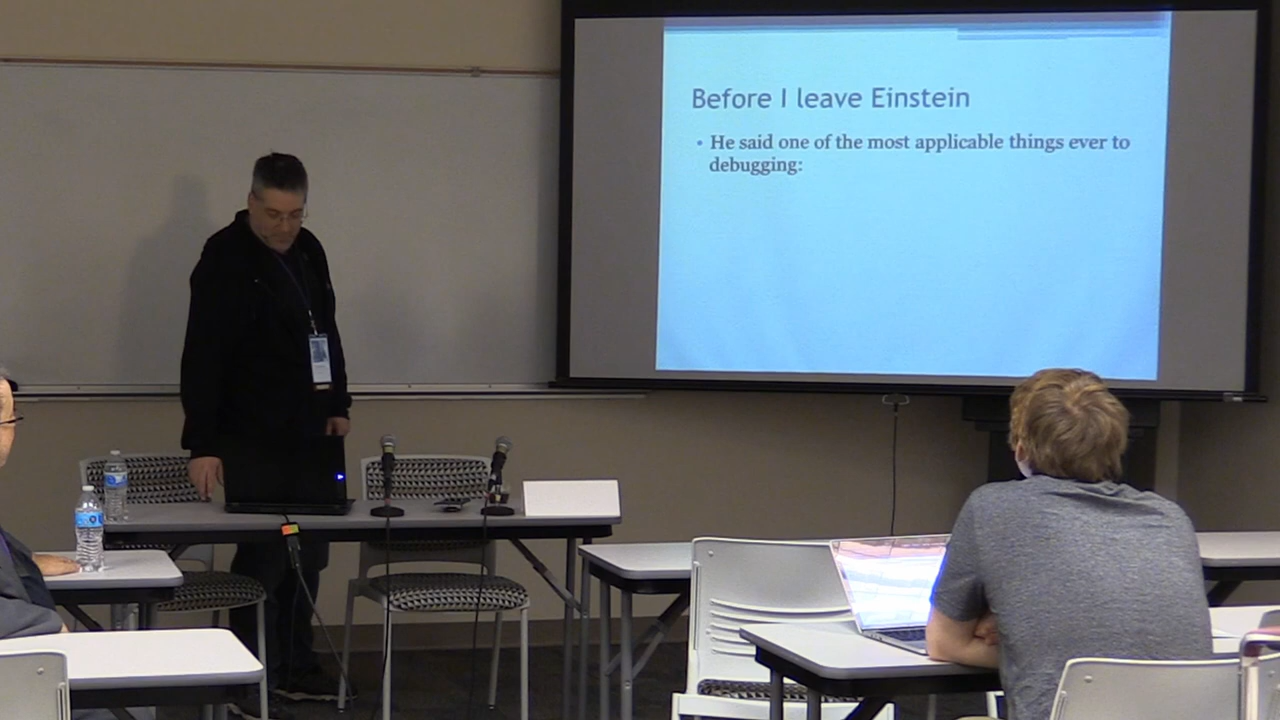 Before I leave Einstein
• He said one of the most applicable things ever to
debugging: